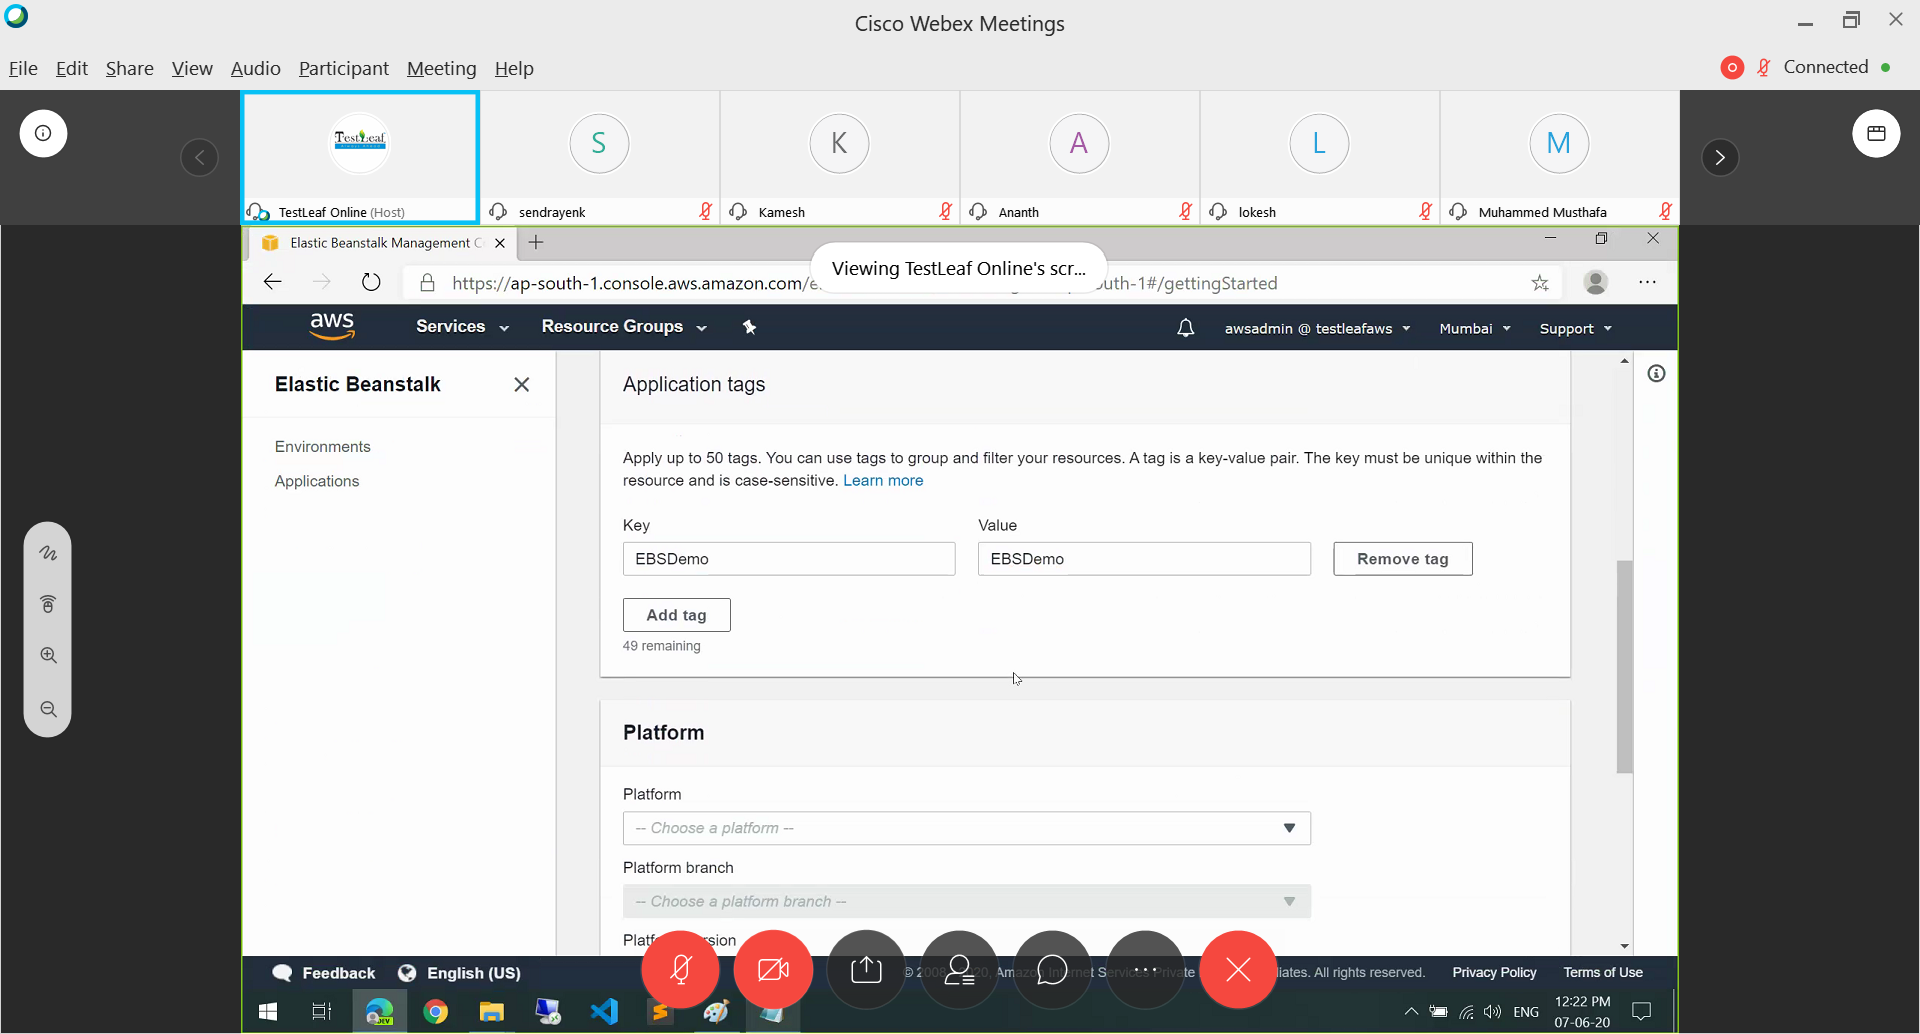 Cisco Webex Meetings
File Edit Share View Audio Participant Meeting Help
Connected
TestLeaf
S
K
A
L
M
TestLeaf Online (Host)
sendrayenk
Kamesh
Ananth
lokesh
Muhammed Musthafa
Elastic Beanstalk Management C
Viewing TestLeaf Online's scr...
https://ap-south-1.console.aws.amazon.com/e outh-1#/gettingStarted
aws
Services
Resource Groups
awsadmin @ testleafaws
Mumbai
Support
Elastic Beanstalk
Environments
Applications
Application tags
Apply up to 50 tags. You can use tags to group and filter your resources. A tag is a key-value pair. The key must be unique within the
resource and is case-sensitive. Learn more
Key
Value
EBSDemo
EBSDemo
Remove tag
Add tag
49 remaining
Platform
Platform
-- Choose a platform --
Platform branch
-- Choose a platform branch --
Feedback
English (US)
All rights reserved.
Privacy Policy
Terms of Use
DEV
ENG
12:22 PM
07-06-20